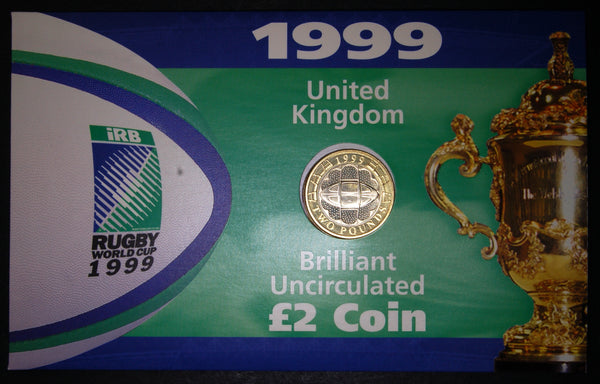 1999
United
Kingdom
iRB
RUGBY
WORLD CUP
1999
1999
TWO POUNDS
Brilliant
Uncirculated
£2 Coin